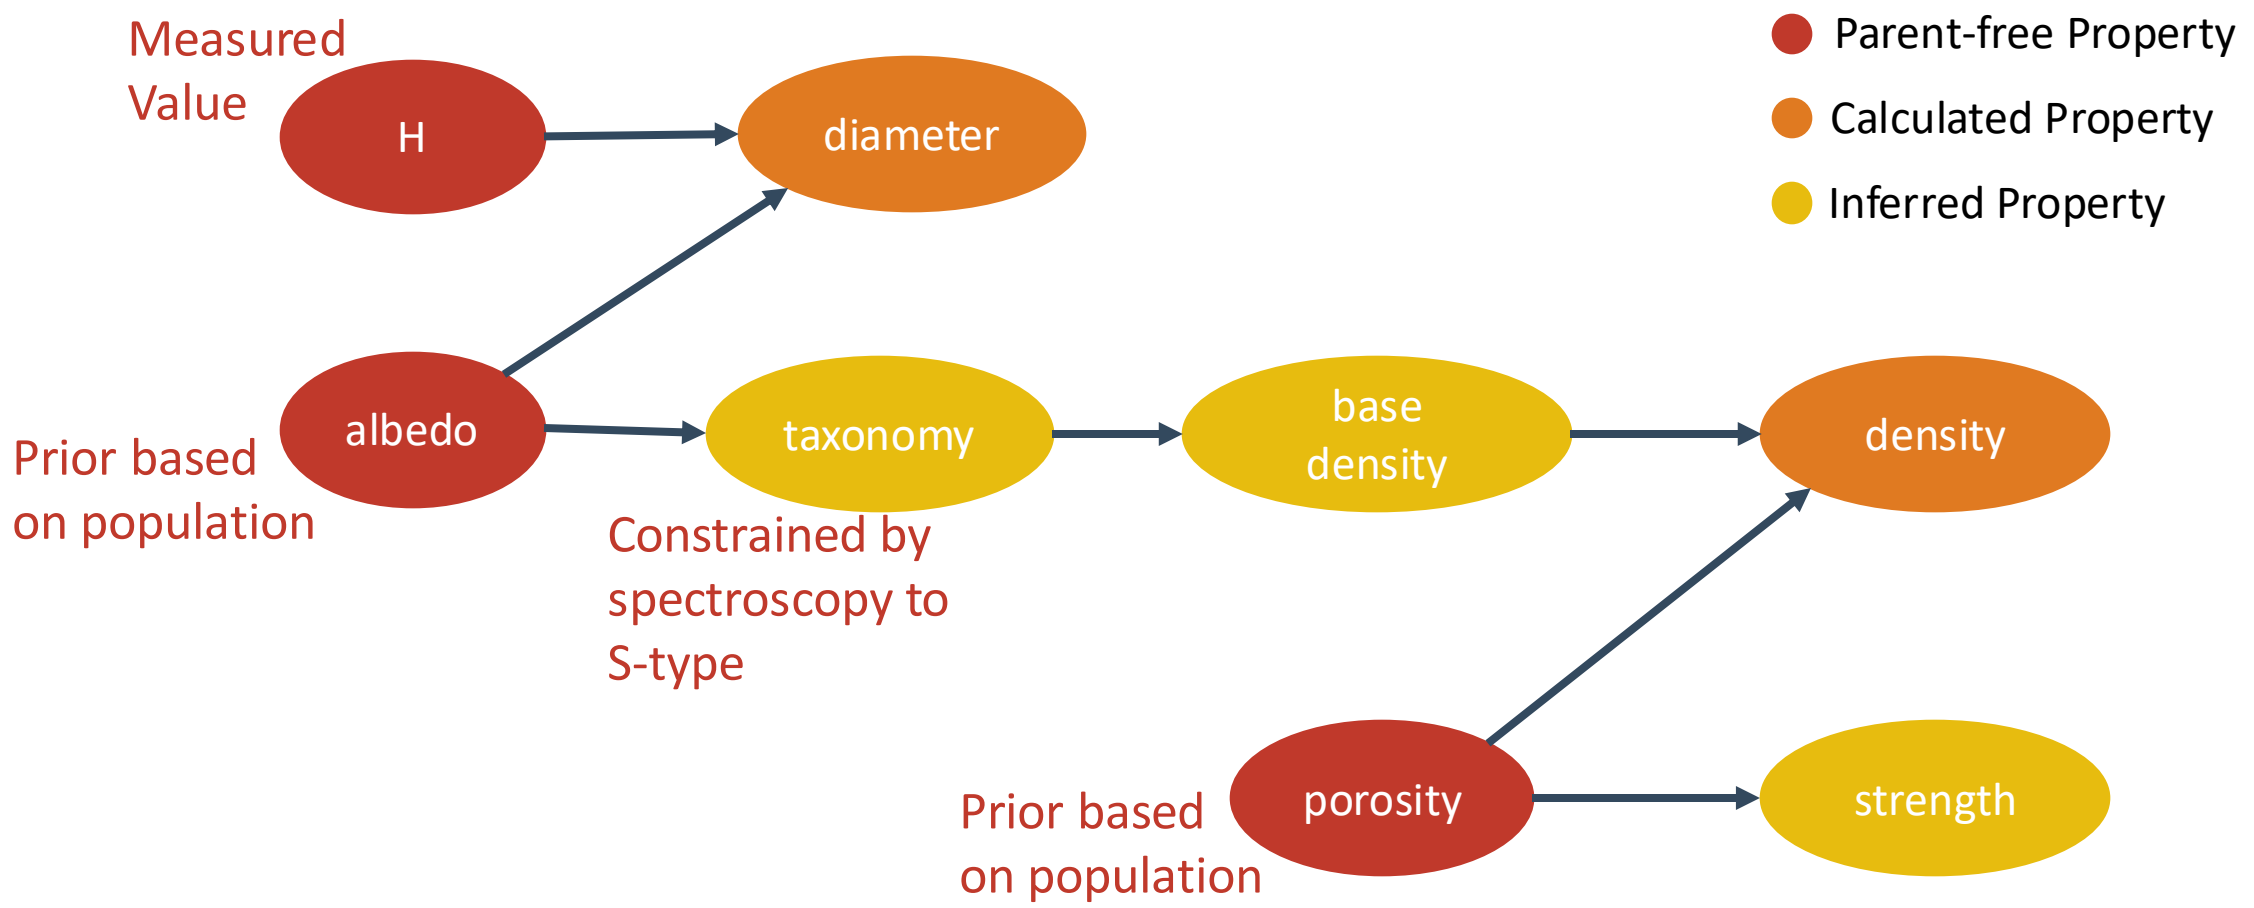 Measured
Value
H
diameter
Parent-free Property
Calculated Property
Inferred Property
albedo
Prior based
on population
taxonomy
Constrained by
spectroscopy to
S-type
base
density
density
porosity
Prior based
on population
strength